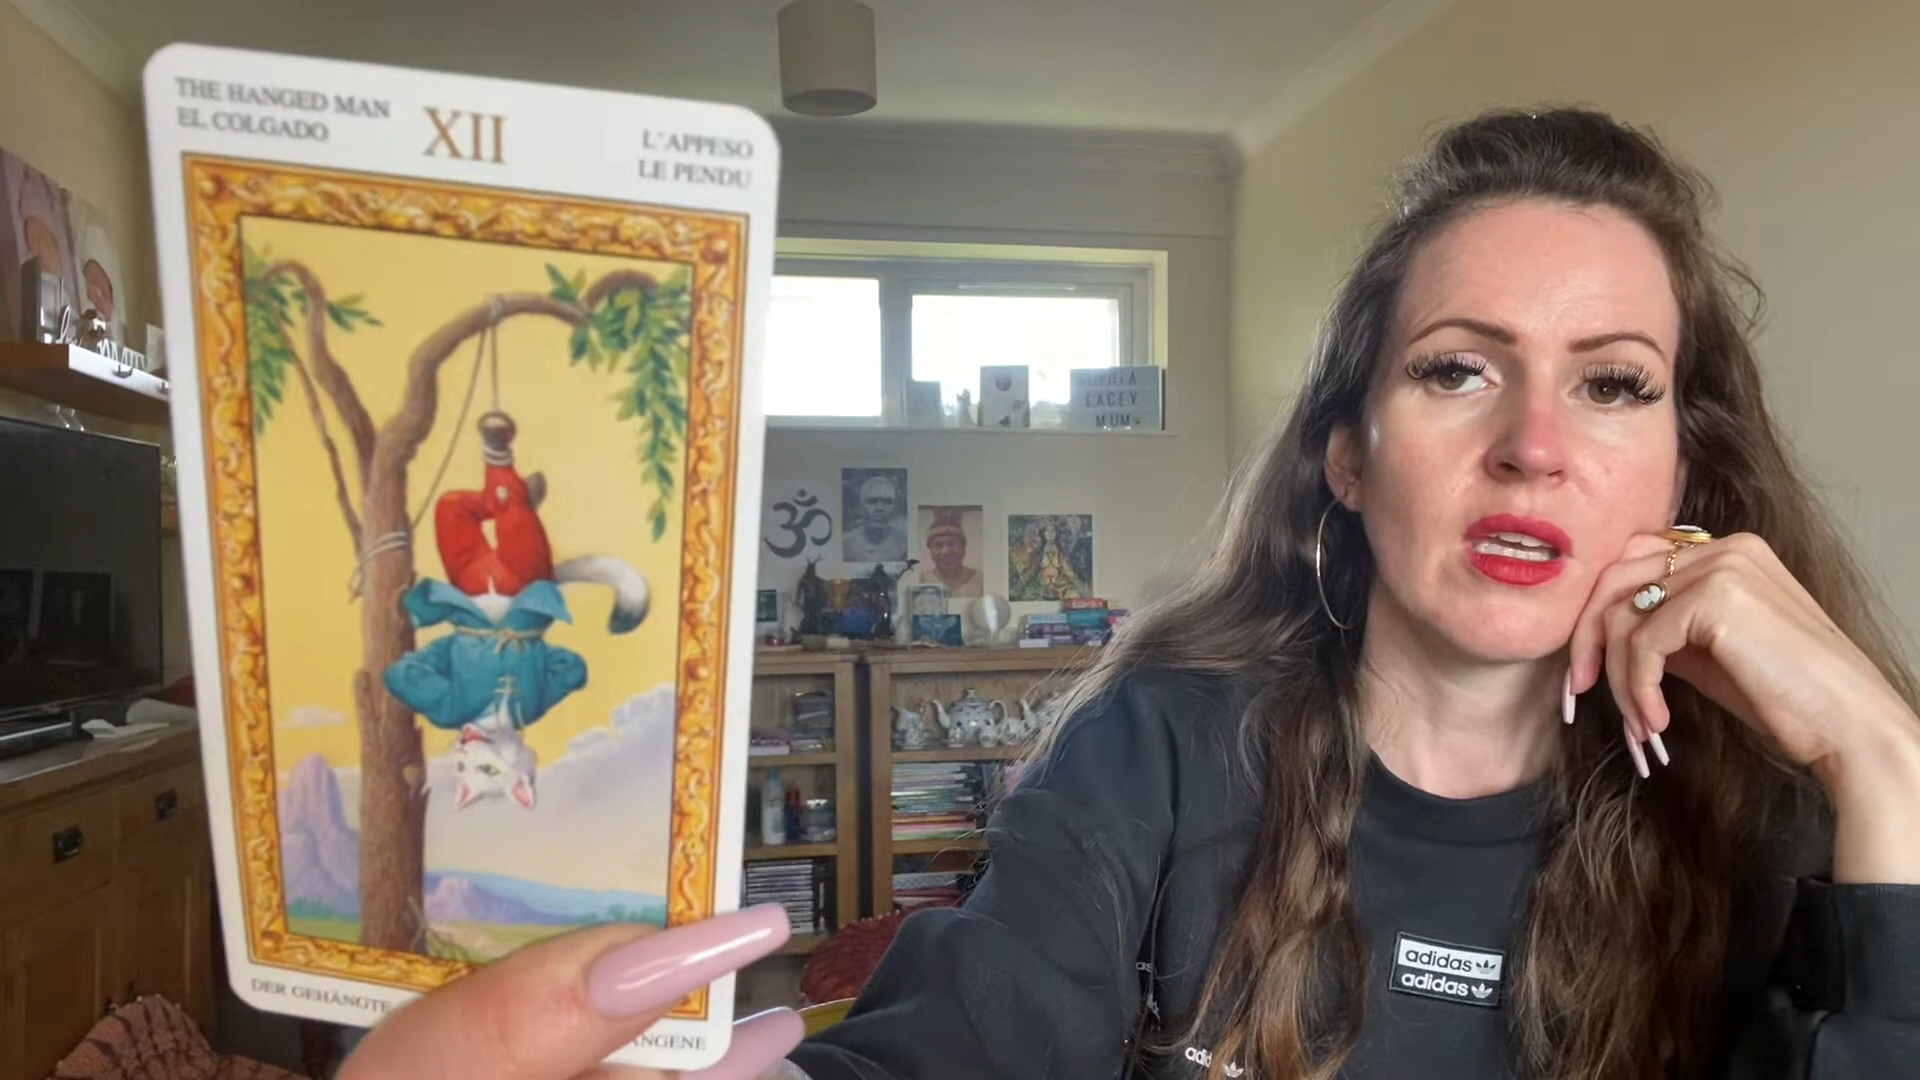 THE HANGED MAN
EL COLGADO
XII
L'APPESO
LE PENDU
DER GEHÄNGTE
LACEY
MUM
ॐ
adidas
adidas